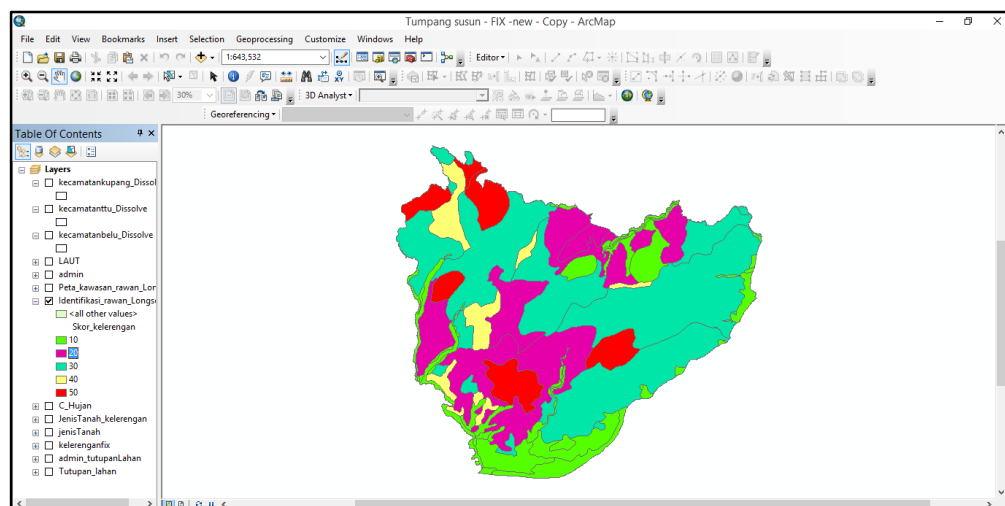 Tumpang susun - FIX -new - Copy - ArcMap
File Edit View Bookmarks Insert Selection Geoprocessing Customize Windows Help
1:643,532
Editor
30%
3D Analyst
Georeferencing
Table Of Contents
Layers
kecamatankupang_Dissol
kecamatanttu_Dissolve
kecamatanbelu_Dissolve
LAUT
admin
Peta_kawasan_rawan_Lor
Identifikasi_rawan_Longs
<all other values>
Skor_kelerengan
10
20
30
40
50
C_Hujan
JenisTanah_kelerengan
jenisTanah
kelerenganfix
admin_tutupanLahan
Tutupan_lahan